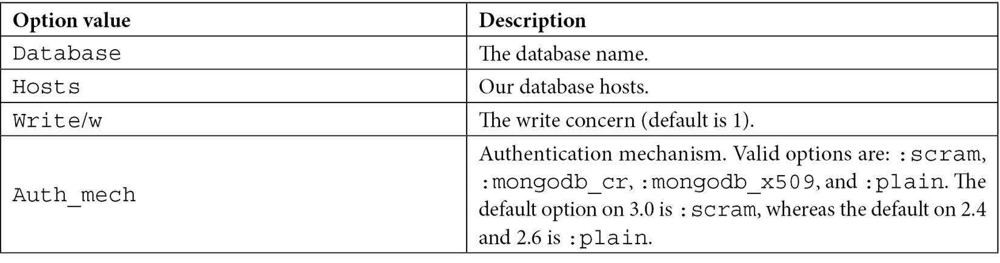 Option value
Description
Database
The database name.
Hosts
Our database hosts.
Write/w
The write concern (default is 1).
Auth_mech
Authentication mechanism. Valid options are: :scram,
:mongodb_cr, :mongodb_x509, and :plain. The
default option on 3.0 is :scram, whereas the default on 2.4
and 2.6 is :plain.